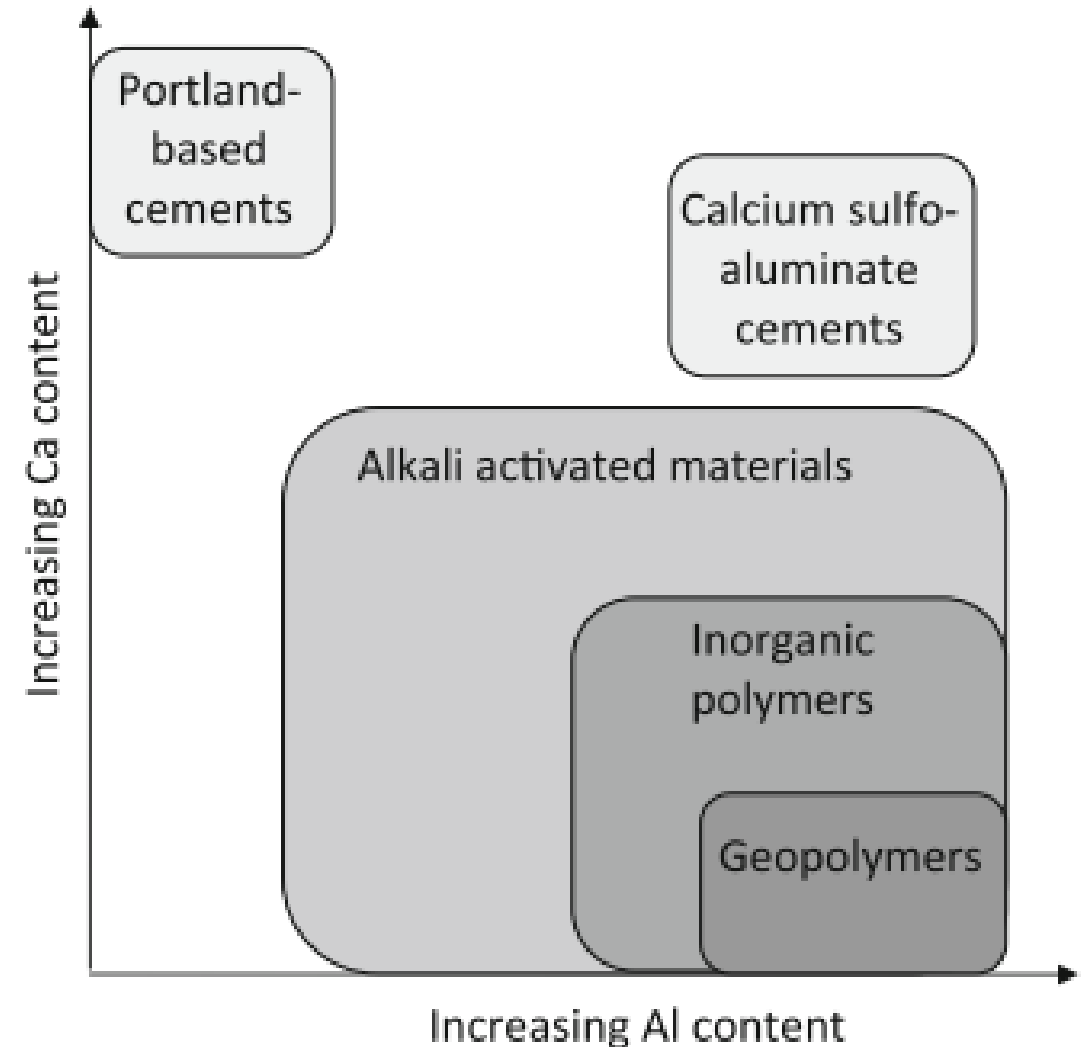 Portland-
based
cements
Calcium sulfo-
aluminate
cements
Alkali activated materials
Inorganic
polymers
Geopolymers
Increasing Ca content
Increasing Al content